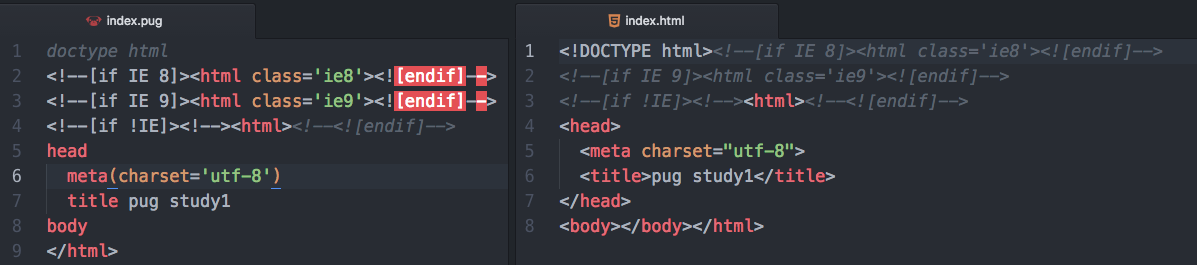 index.pug
1 doctype html
2 <!--[if IE 8]><html class='ie8'><![endif]-->
3 <!--[if IE 9]><html class='ie9'><![endif]-->
4 <!--[if !IE]><!--><html><!--<![endif]-->
5 head
6   meta(charset='utf-8')
7   title pug study1
8 body
9 </html>
index.html
1 <!DOCTYPE html><!--[if IE 8]><html class='ie8'><![endif]-->
2 <!--[if IE 9]><html class='ie9'><![endif]-->
3 <!--[if !IE]><!--><html><!--<![endif]-->
4 <head>
5   <meta charset="utf-8">
6   <title>pug study1</title>
7 </head>
8 <body></body></html>